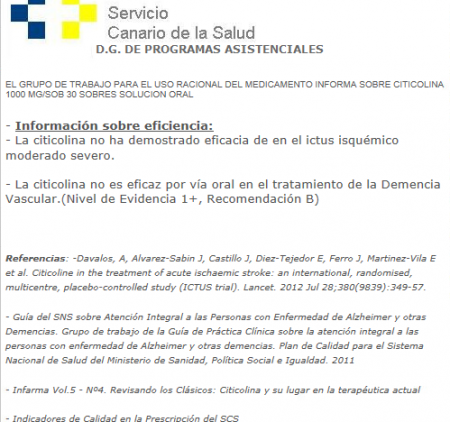 Servicio
Canario de la Salud
D.G. DE PROGRAMAS ASISTENCIALES
EL GRUPO DE TRABAJO PARA EL USO RACIONAL DEL MEDICAMENTO INFORMA SOBRE CITICOLINA
1000 MG/SOB 30 SOBRES SOLUCION ORAL
- Información sobre eficiencia:
- La citicolina no ha demostrado eficacia de en el ictus isquémico
moderado severo.
- La citicolina no es eficaz por vía oral en el tratamiento de la Demencia
Vascular.(Nivel de Evidencia 1+, Recomendación B)
Referencias: -Davalos, A, Alvarez-Sabin J, Castillo J, Diez-Tejedor E, Ferro J, Martinez-Vila E
et al. Citicoline in the treatment of acute ischaemic stroke: an international, randomised,
multicentre, placebo-controlled study (ICTUS trial). Lancet. 2012 Jul 28;380(9839):349-57.
- Guía del SNS sobre Atención Integral a las Personas con Enfermedad de Alzheimer y otras
Demencias. Grupo de trabajo de la Guía de Práctica Clínica sobre la atención integral a las
personas con enfermedad de Alzheimer y otras demencias. Plan de Calidad para el Sistema
Nacional de Salud del Ministerio de Sanidad, Política Social e Igualdad. 2011
- Infarma Vol.5 - Nº4. Revisando los Clásicos: Citicolina y su lugar en la terapéutica actual
- Indicadores de Calidad en la Prescripción del SCS